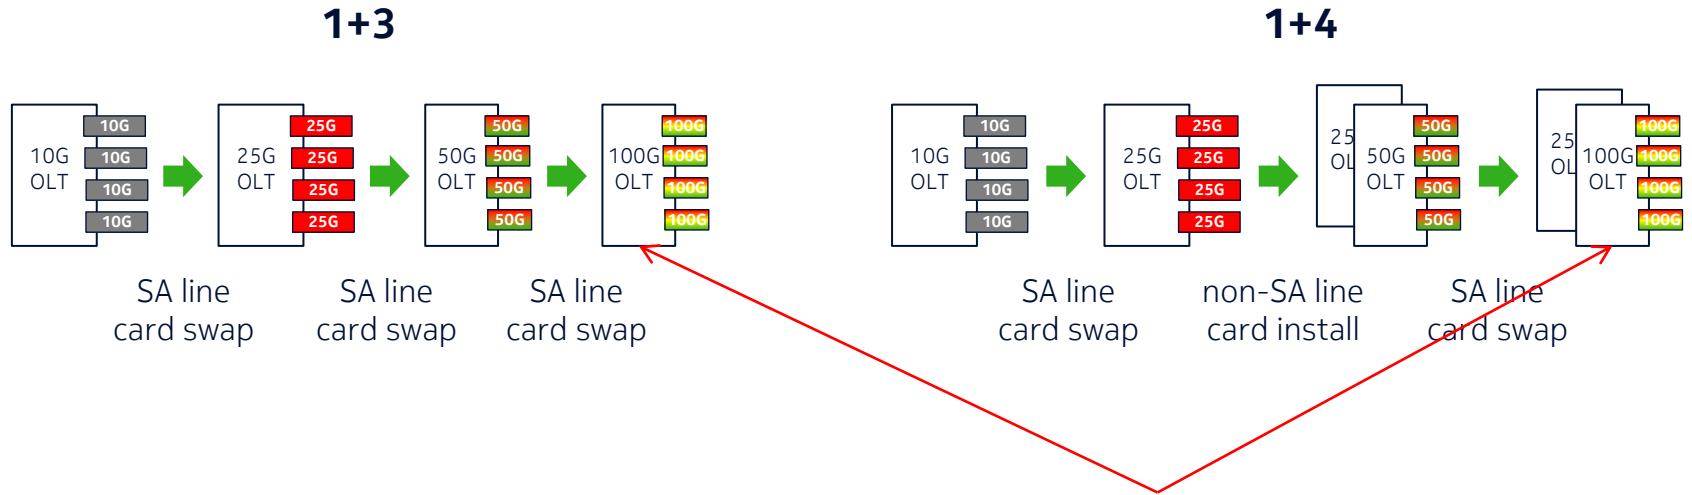 1+3
10G
OLT
10G
10G
10G
10G
25G
OLT
25G
25G
25G
25G
50G
OLT
50G
50G
50G
50G
100G
OLT
100G
100G
100G
100G
SA line
card swap
SA line
card swap
SA line
card swap
1+4
10G
OLT
10G
10G
10G
10G
25G
OLT
25G
25G
25G
25G
25
OL
50G
OLT
50G
50G
50G
50G
25
OL
100G
OLT
100G
100G
100G
100G
SA line
card swap
non-SA line
card install
SA line
card swap